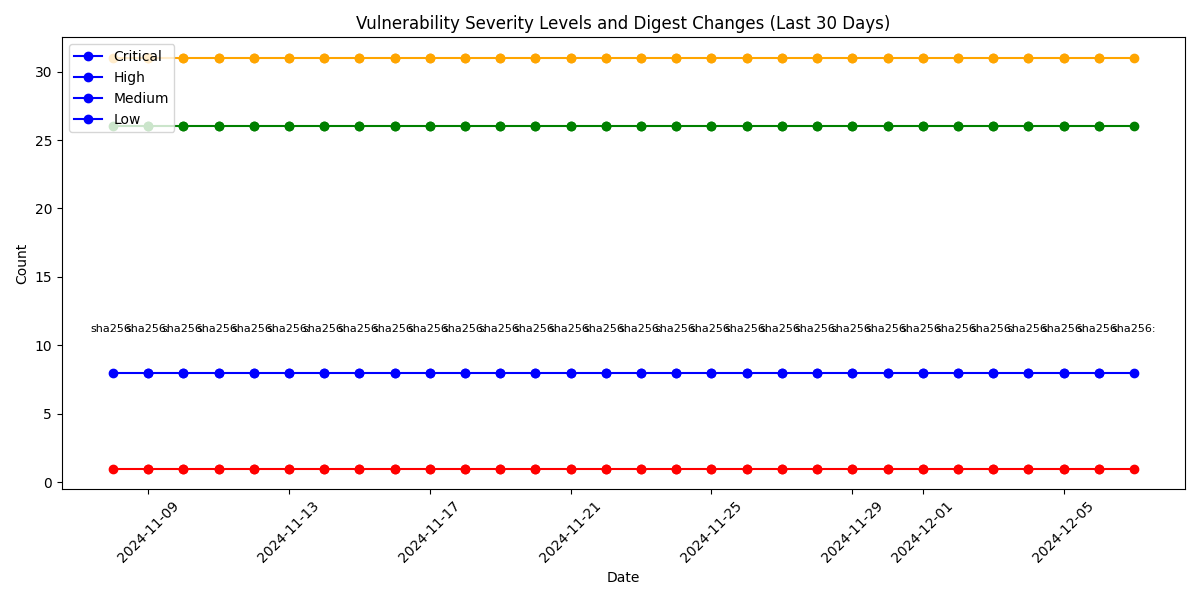 Vulnerability Severity Levels and Digest Changes (Last 30 Days)
Critical
High
Medium
Low
30
25
20
15
10
5
0
Count
sha256: sha256: sha256: sha256: sha256: sha256: sha256: sha256: sha256: sha256: sha256: sha256: sha256: sha256: sha256: sha256: sha256: sha256: sha256: sha256: sha256: sha256: sha256: sha256: sha256: sha256: sha256: sha256: sha256: sha256:
2024-11-09
2024-11-13
2024-11-17
2024-11-21
2024-11-25
2024-11-29
2024-12-01
2024-12-05
Date